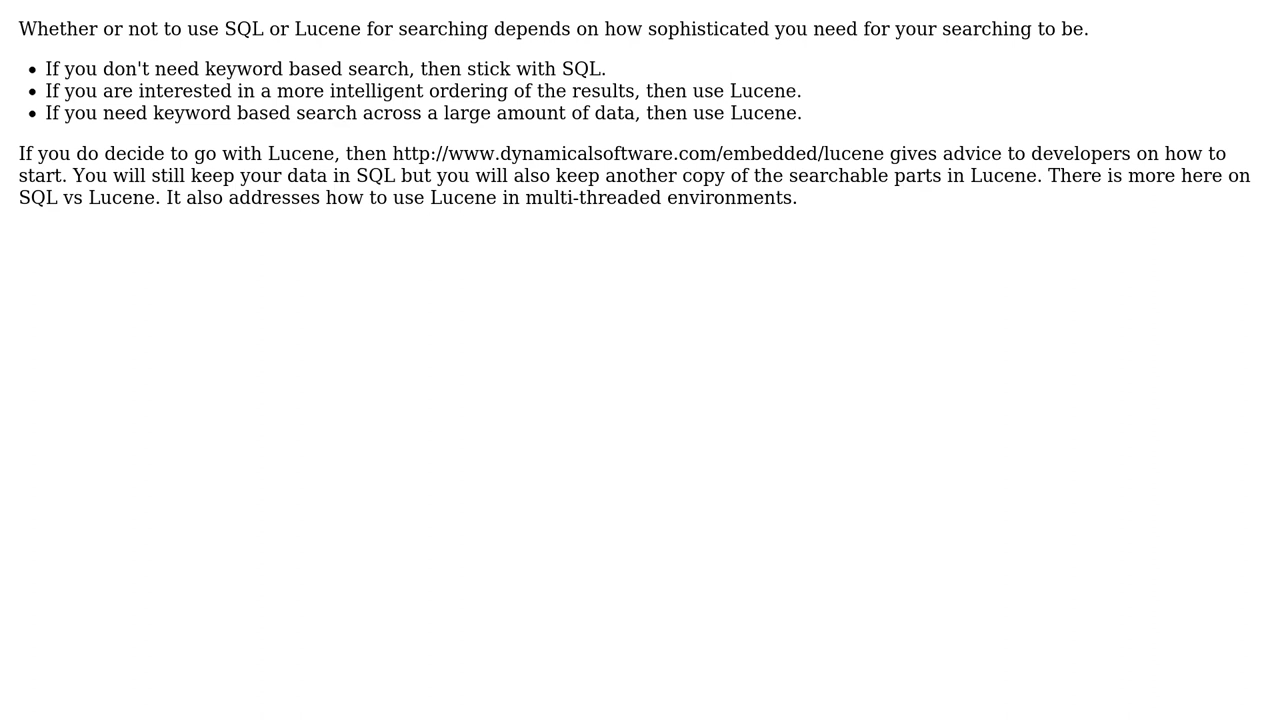 Whether or not to use SQL or Lucene for searching depends on how sophisticated you need for your searching to be.
• If you don't need keyword based search, then stick with SQL.
• If you are interested in a more intelligent ordering of the results, then use Lucene.
• If you need keyword based search across a large amount of data, then use Lucene.
If you do decide to go with Lucene, then http://www.dynamicalsoftware.com/embedded/lucene gives advice to developers on how to
start. You will still keep your data in SQL but you will also keep another copy of the searchable parts in Lucene. There is more here on
SQL vs Lucene. It also addresses how to use Lucene in multi-threaded environments.